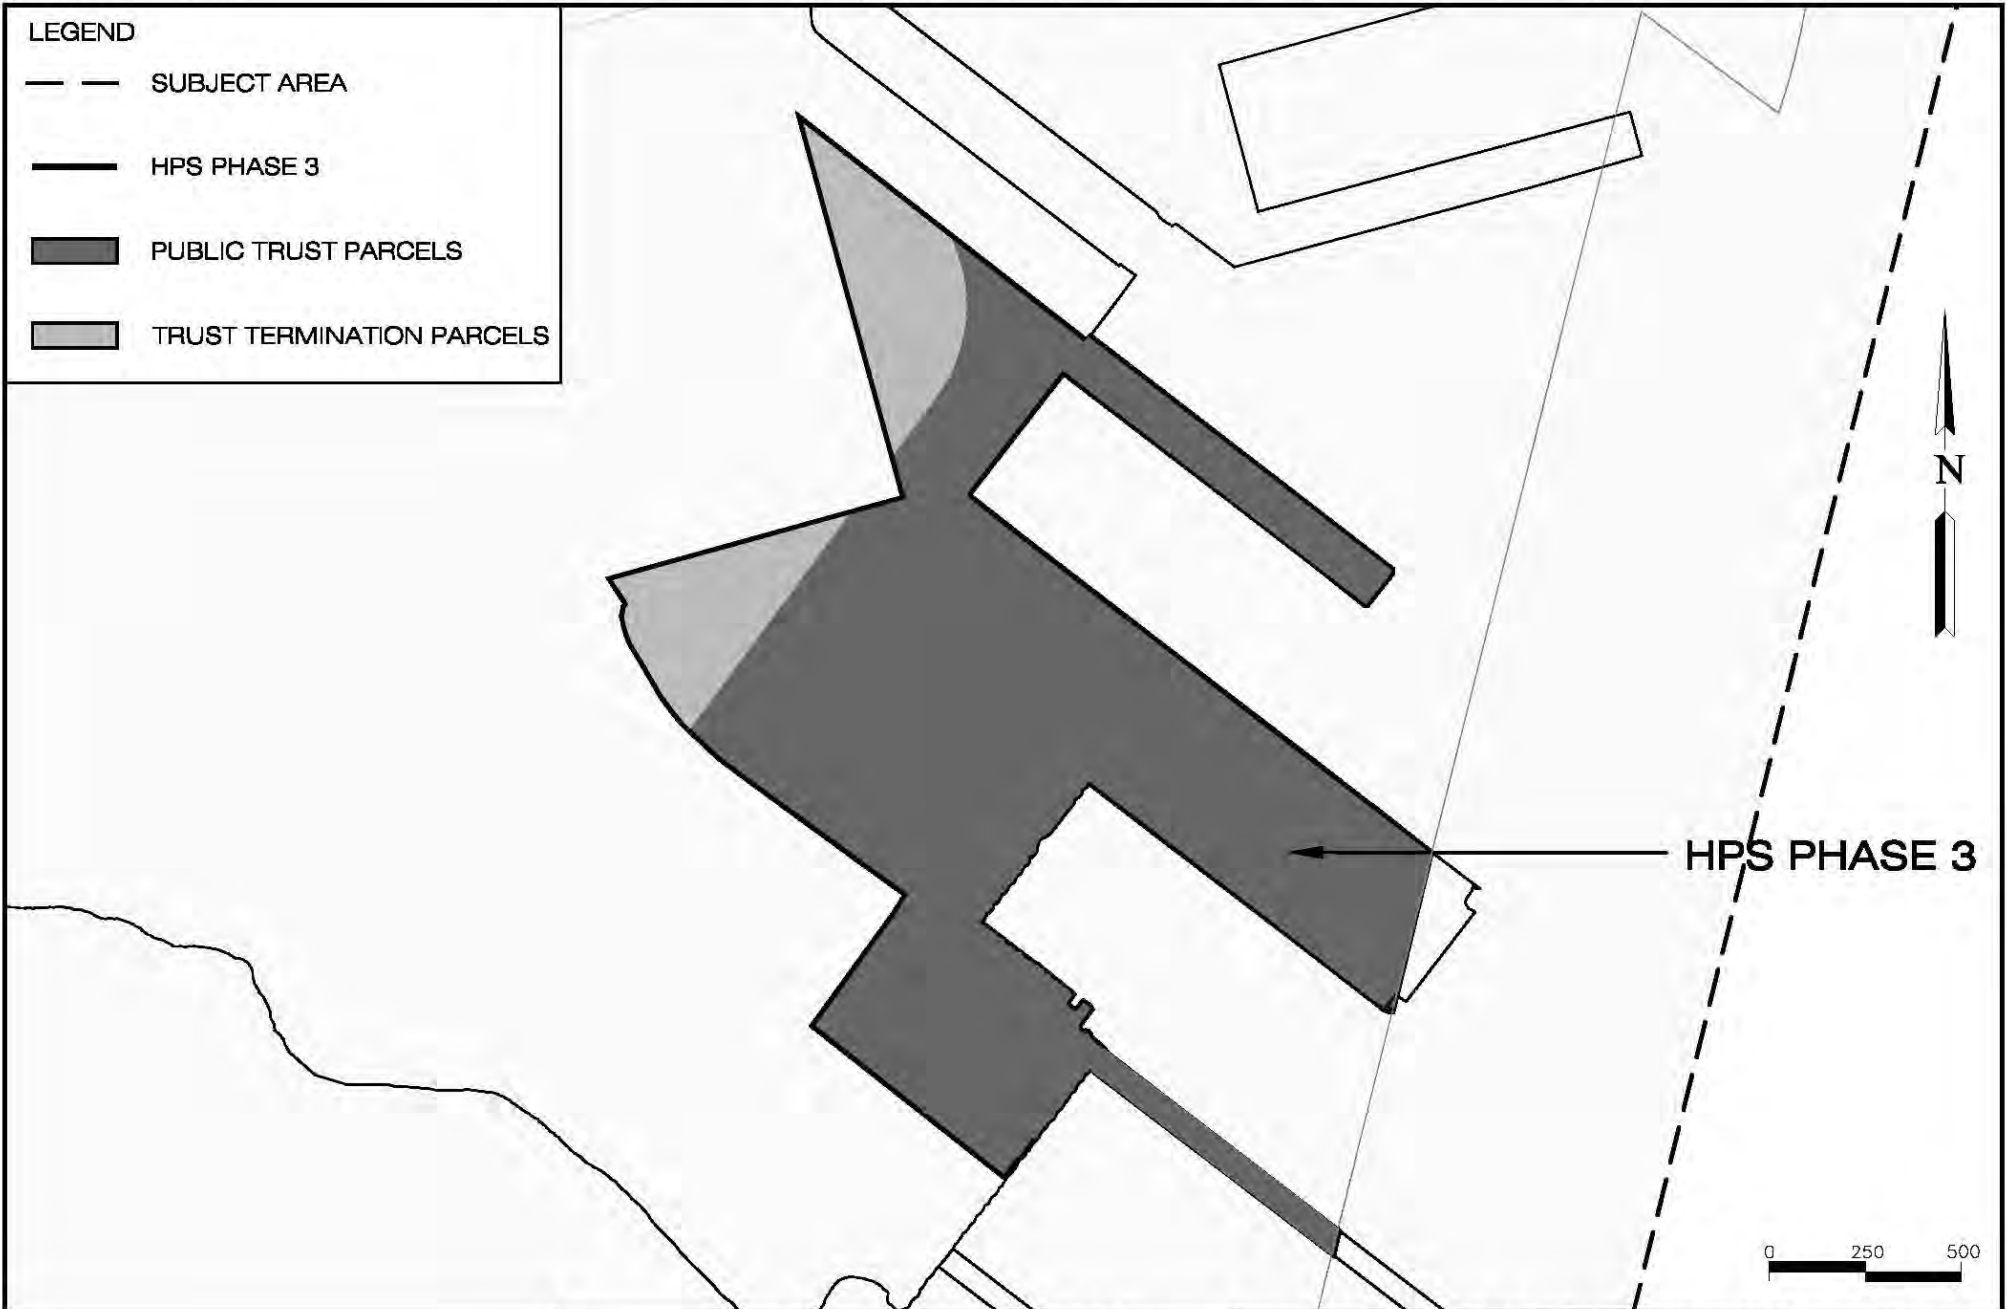 LEGEND
SUBJECT AREA
HPS PHASE 3
PUBLIC TRUST PARCELS
TRUST TERMINATION PARCELS
N
HPS PHASE 3
0 250 500